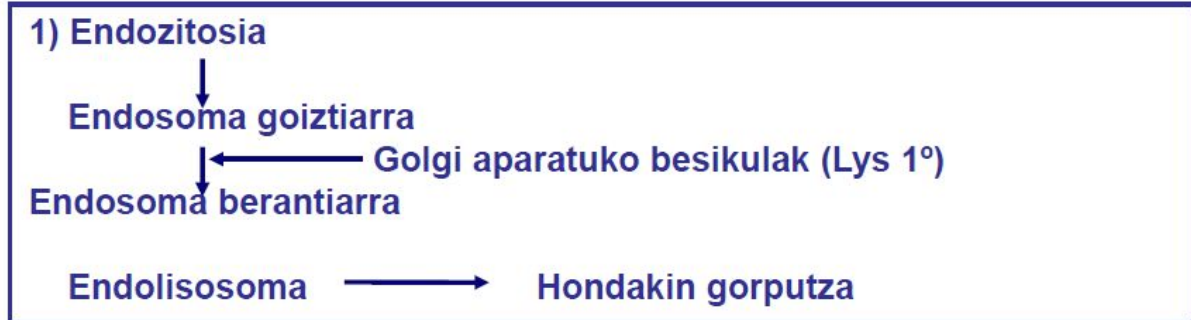 1) Endozitosia
Endosoma goiztiarra
Golgi aparatuko besikulak (Lys 1º)
Endosoma berantiarra
Endolisosoma Hondakin gorputza